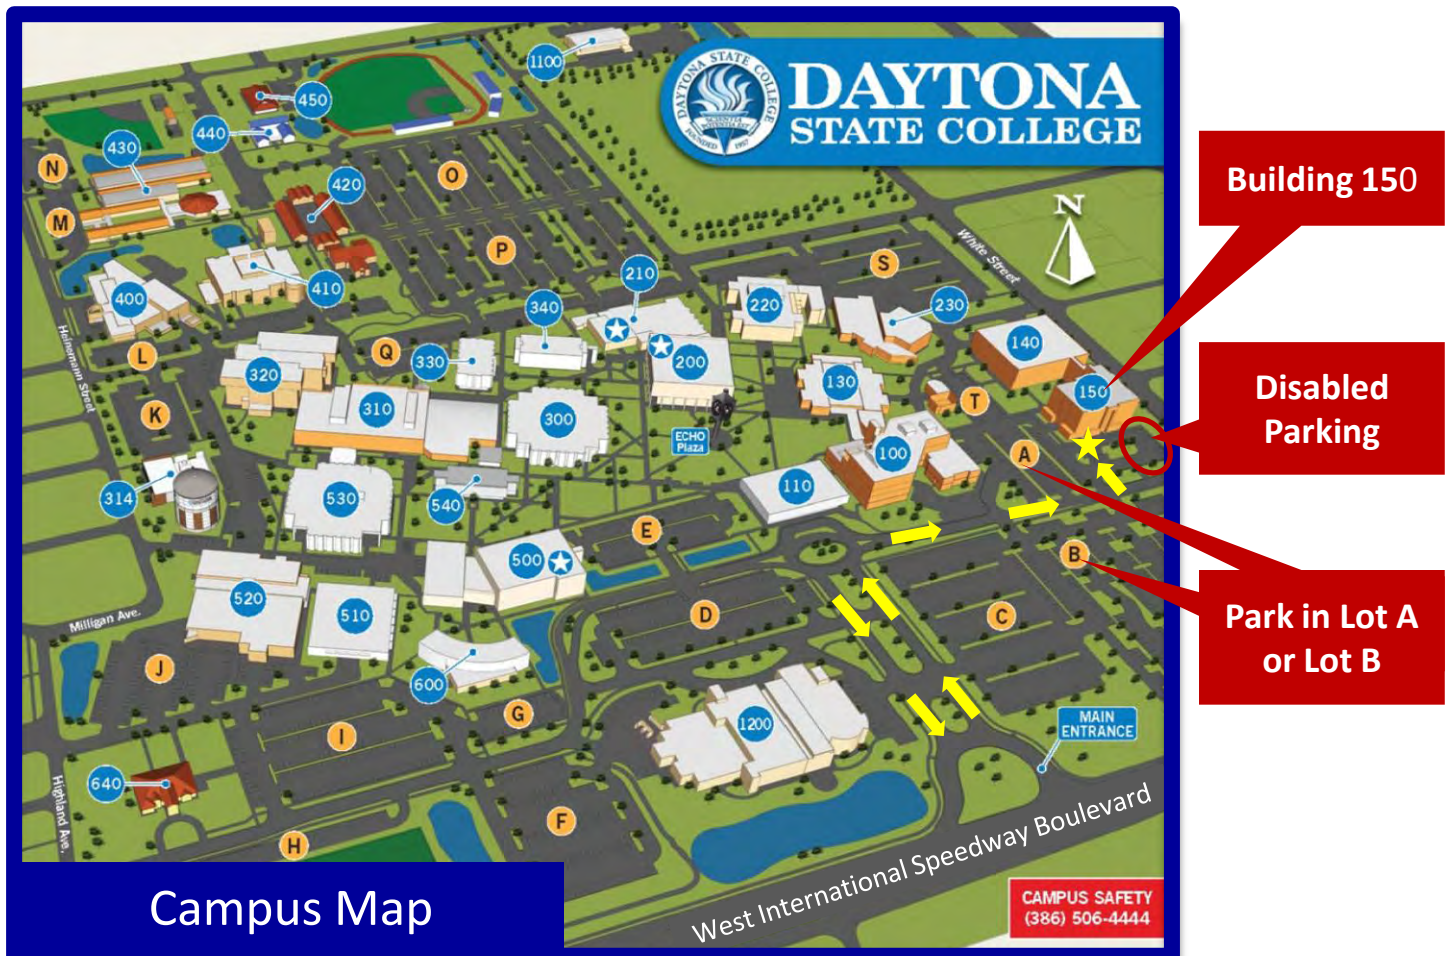 1100
DAYTONA STATE COLLEGE
FOUNDED 1957
DAYTONA
STATE COLLEGE
450
440
430
N
M
420
O
P
410
400
210
S
White Street
N
Building 150
Heinemann Street
L
Q
340
330
220
230
140
200
320
130
150
Disabled
Parking
K
310
300
T
ECHO
Plaza
100
A
314
530
540
110
E
B
500
Park in Lot A
or Lot B
520
510
D
C
Milligan Ave.
J
600
G
I
1200
MAIN
ENTRANCE
640
Highland Ave.
F
H
West International Speedway Boulevard
Campus Map
CAMPUS SAFETY
(386) 506-4444